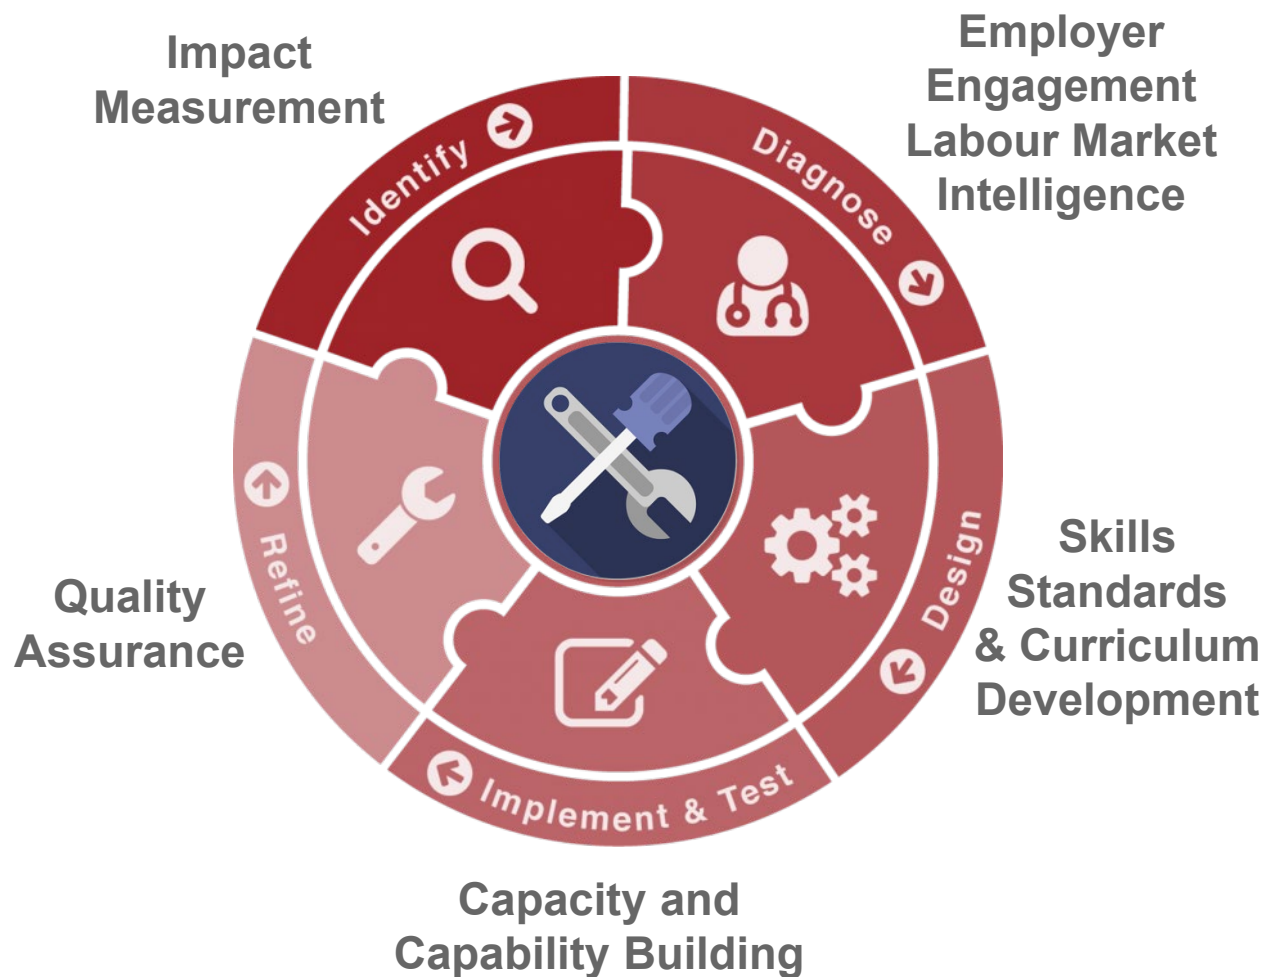 Impact
Measurement
Employer
Engagement
Labour Market
Intelligence
Identify
Diagnose
Design
Skills
Standards
& Curriculum
Development
Refine
Quality
Assurance
Implement & Test
Capacity and
Capability Building